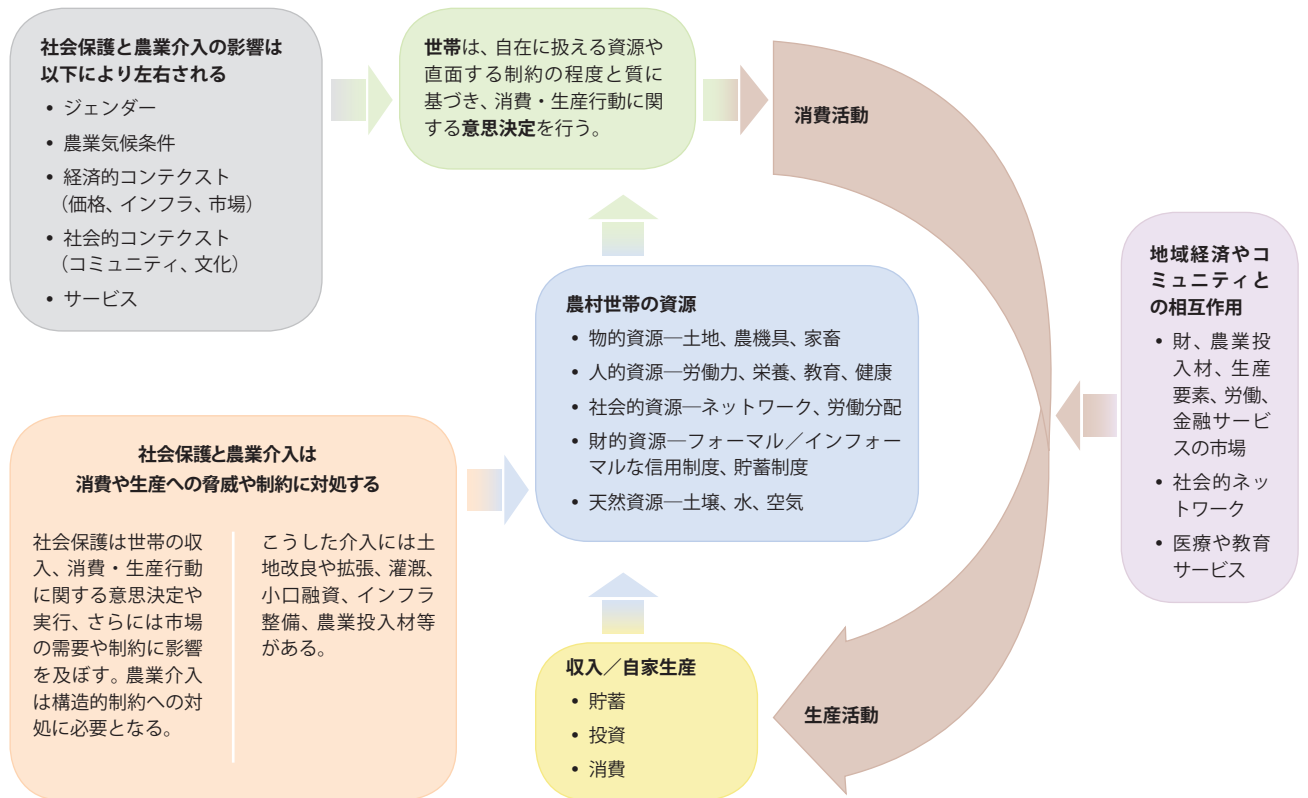 社会保護と農業介入の影響は
以下により左右される
• ジェンダー
• 農業気候条件
• 経済的コンテクスト
（価格、インフラ、市場）
• 社会的コンテクスト
（コミュニティ、文化）
• サービス
世帯は、自在に扱える資源や
直面する制約の程度と質に
基づき、消費・生産行動に関
する意思決定を行う。
消費活動
農村世帯の資源
• 物的資源―土地、農機具、家畜
• 人的資源―労働力、栄養、教育、健康
• 社会的資源―ネットワーク、労働分配
• 財的資源―フォーマル／インフォー
マルな信用制度、貯蓄制度
• 天然資源―土壌、水、空気
地域経済やコ
ミュニティと
の相互作用
• 財、農業投
入材、生産
要素、労働、
金融サービ
スの市場
• 社会的ネッ
トワーク
• 医療や教育
サービス
社会保護と農業介入は
消費や生産への脅威や制約に対処する
社会保護は世帯の収
入、消費・生産行動
に関する意思決定や
実行、さらには市場
の需要や制約に影響
を及ぼす。農業介入
は構造的制約への対
処に必要となる。
こうした介入には土
地改良や拡張、灌漑、
小口融資、インフラ
整備、農業投入材等
がある。
収入／自家生産
• 貯蓄
• 投資
• 消費
生産活動